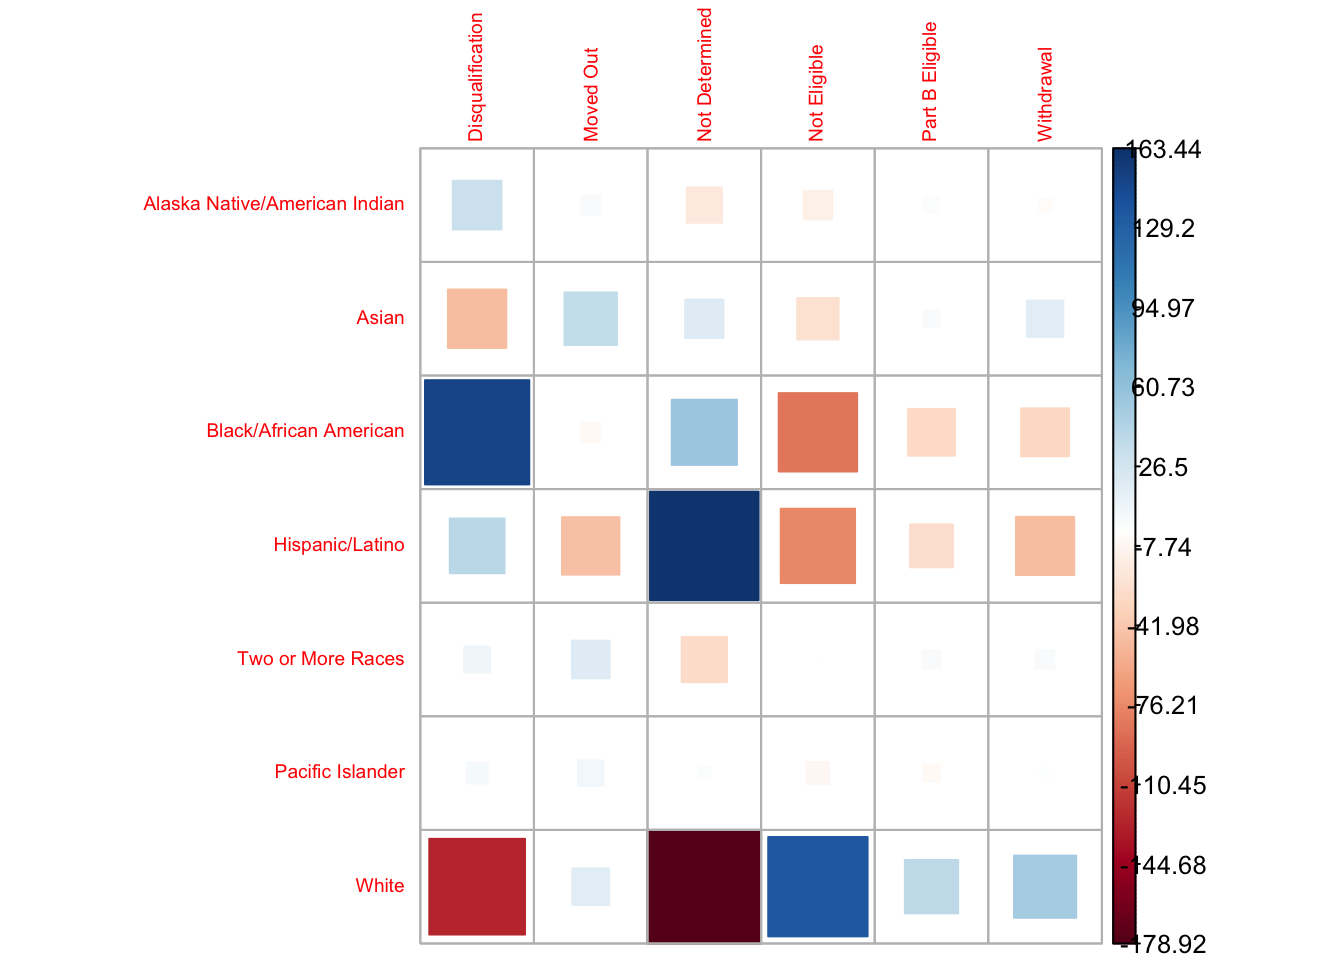 Disqualification
Moved Out
Not Determined
Not Eligible
Part B Eligible
Withdrawal
Alaska Native/American Indian
Asian
Black/African American
Hispanic/Latino
Two or More Races
Pacific Islander
White
163.44
129.2
94.97
60.73
26.5
-7.74
-41.98
-76.21
-110.45
-144.68
-178.92